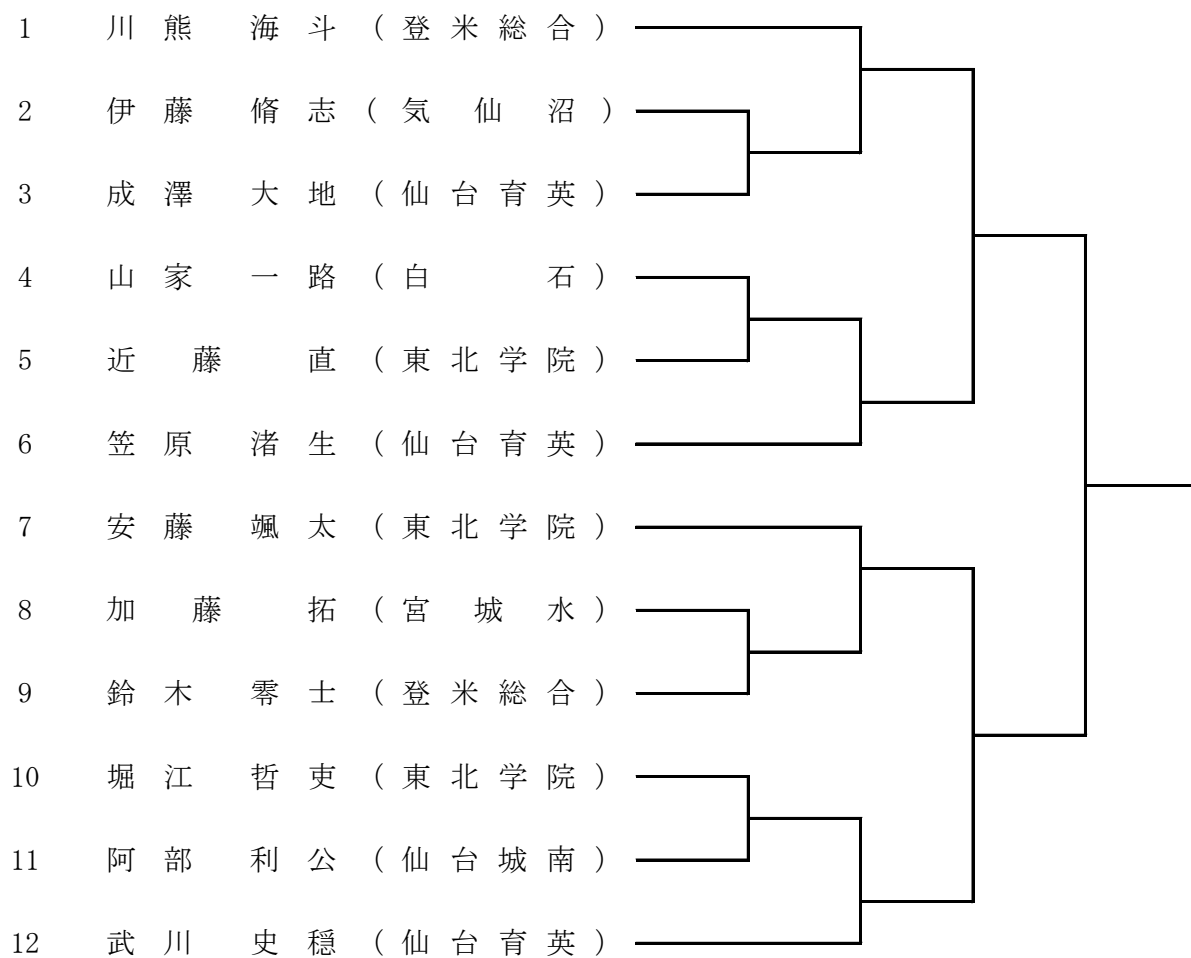 1 川熊 海斗（登米総合）
2 伊藤 脩志（気仙沼）
3 成澤 大地（仙台育英）
4 山家 一路（白石）
5 近藤 直（東北学院）
6 笠原 渚生（仙台育英）
7 安藤 颯太（東北学院）
8 加藤 拓（宮城水）
9 鈴木 零士（登米総合）
10 堀江 哲吏（東北学院）
11 阿部 利公（仙台城南）
12 武川 史穏（仙台育英）